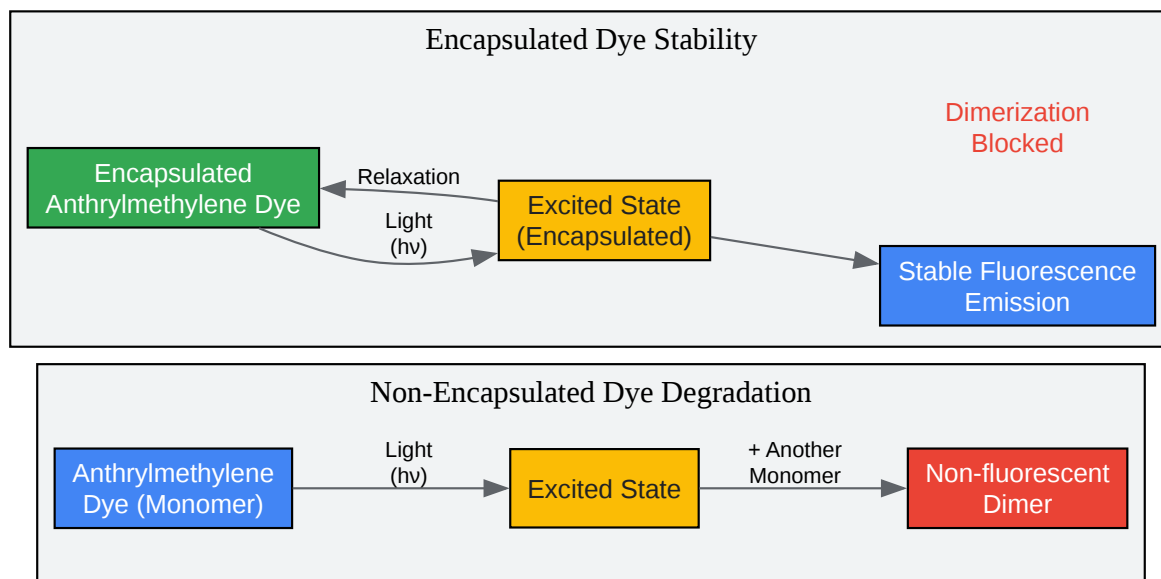 Encapsulated Dye Stability
Dimerization
Blocked
Encapsulated
Anthrylmethylene Dye
Relaxation
Light
(hν)
Excited State
(Encapsulated)
Stable Fluorescence
Emission
Non-Encapsulated Dye Degradation
Anthrylmethylene
Dye (Monomer)
Light
(hν)
Excited State
+ Another
Monomer
Non-fluorescent
Dimer